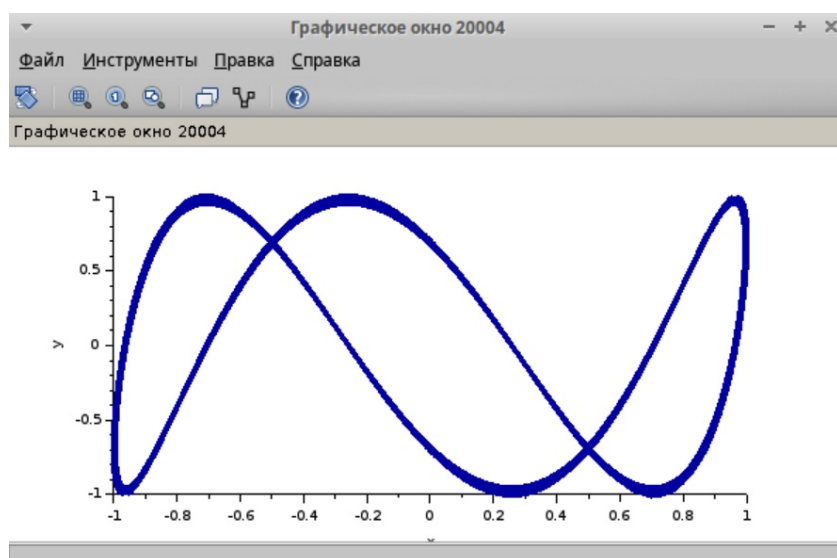 Графическое окно 20004
Файл Инструменты Правка Справка
Графическое окно 20004
1
0.5
0
-0.5
-1
y
-1 -0.8 -0.6 -0.4 -0.2 0 0.2 0.4 0.6 0.8 1